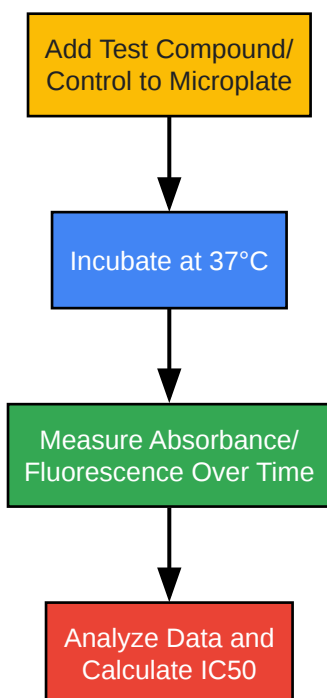 Add Test Compound/
Control to Microplate
Incubate at 37°C
Measure Absorbance/
Fluorescence Over Time
Analyze Data and
Calculate IC50